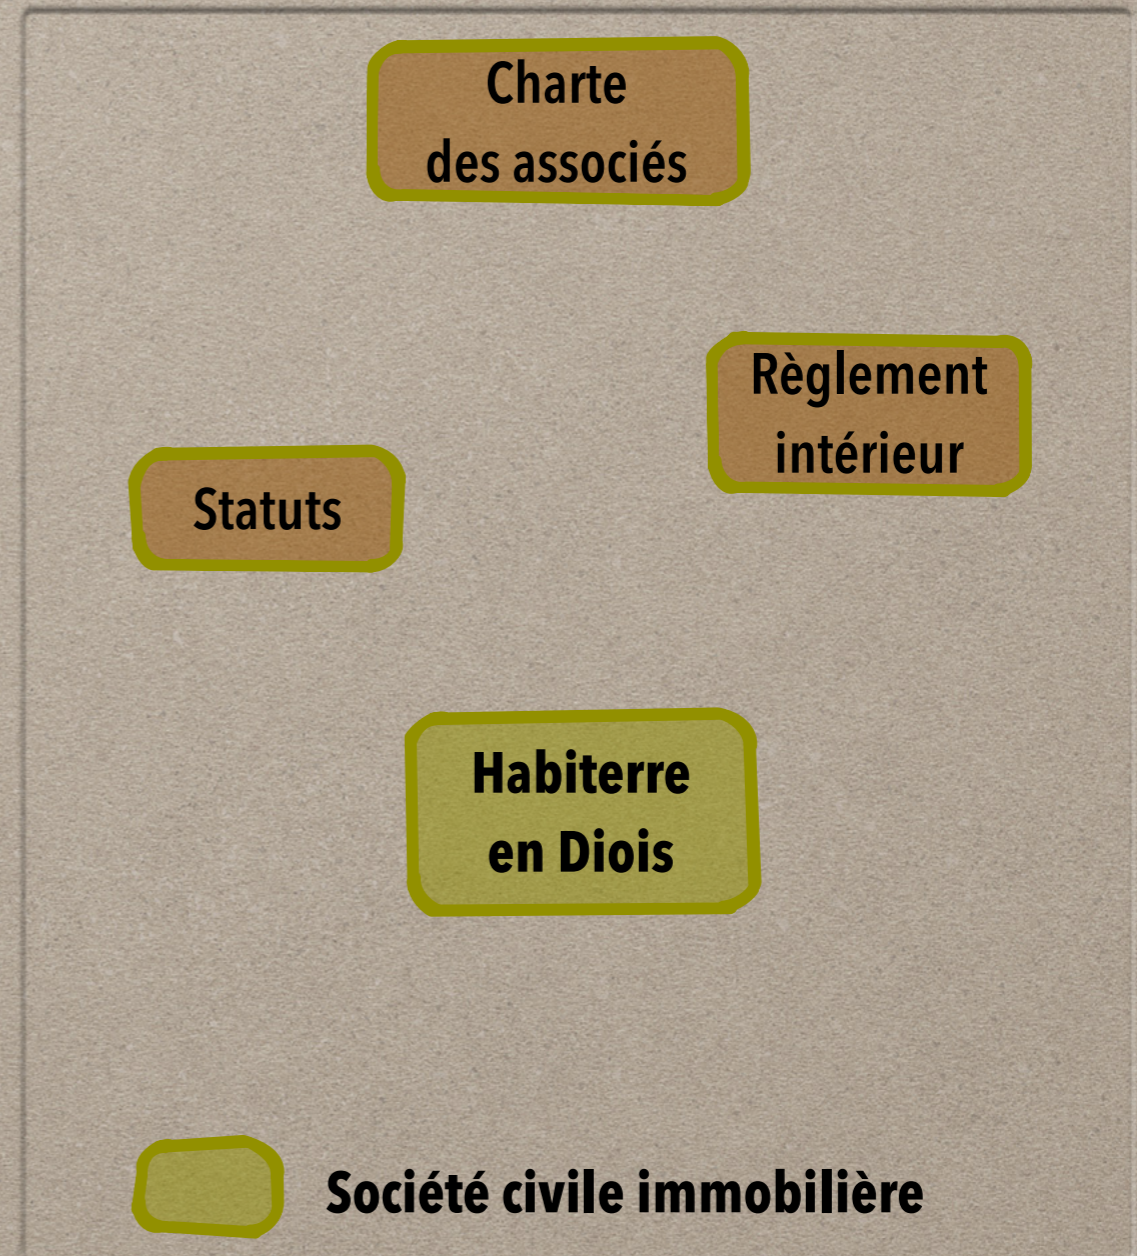 Charte
des associés
Règlement
intérieur
Statuts
Habiterre
en Diois
Société civile immobilière